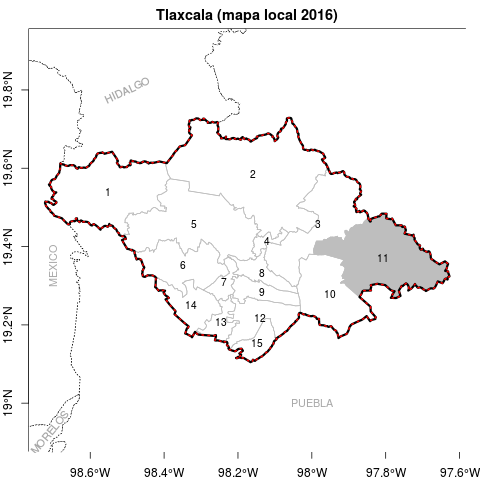 Tlaxcala (mapa local 2016)
HIDALGO
MEXICO
MORELOS
PUEBLA
1
2
3
4
5
6
7
8
9
10
11
12
13
14
15
19.8°N
19.6°N
19.4°N
19.2°N
19°N
98.6°W
98.4°W
98.2°W
98°W
97.8°W
97.6°W